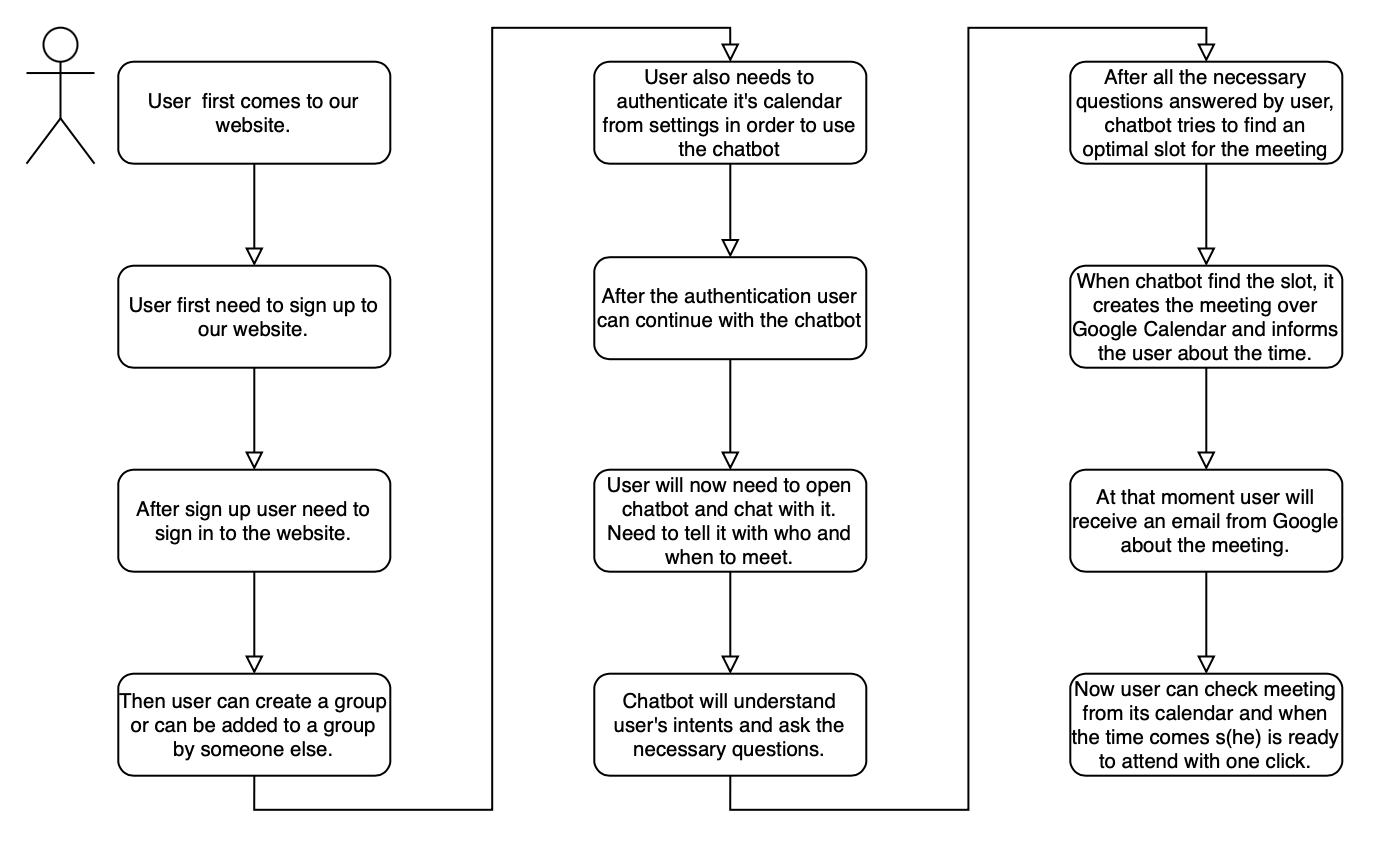 User  first comes to our
website.
User first need to sign up to
our website.
After sign up user need to
sign in to the website.
Then user can create a group
or can be added to a group
by someone else.
User also needs to
authenticate it's calendar
from settings in order to use
the chatbot
After the authentication user
can continue with the chatbot
User will now need to open
chatbot and chat with it.
Need to tell it with who and
when to meet.
Chatbot will understand
user's intents and ask the
necessary questions.
After all the necessary
questions answered by user,
chatbot tries to find an
optimal slot for the meeting
When chatbot find the slot, it
creates the meeting over
Google Calendar and informs
the user about the time.
At that moment user will
receive an email from Google
about the meeting.
Now user can check meeting
from its calendar and when
the time comes s(he) is ready
to attend with one click.